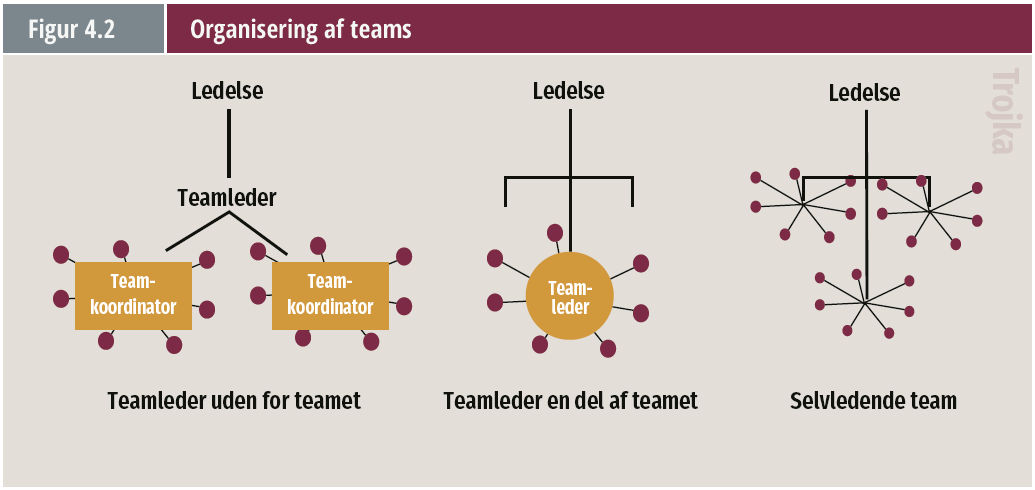 Figur 4.2
Organisering af teams
Trojka
Ledelse
Teamleder
Team-
koordinator
Team-
koordinator
Teamleder uden for teamet
Ledelse
Team-
leder
Teamleder en del af teamet
Ledelse
Selvledende team